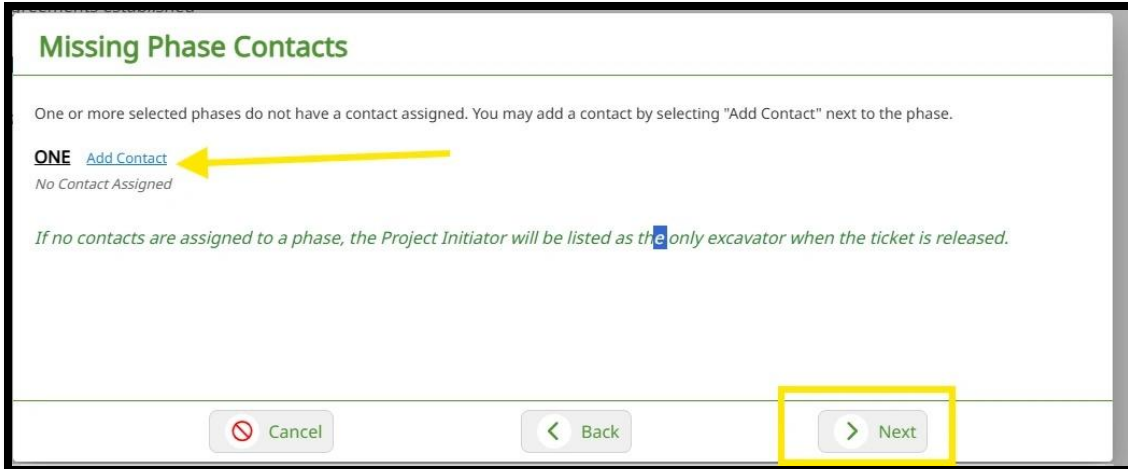 Missing Phase Contacts
One or more selected phases do not have a contact assigned. You may add a contact by selecting "Add Contact" next to the phase.
ONE Add Contact
No Contact Assigned
If no contacts are assigned to a phase, the Project Initiator will be listed as the only excavator when the ticket is released.
Cancel Back Next